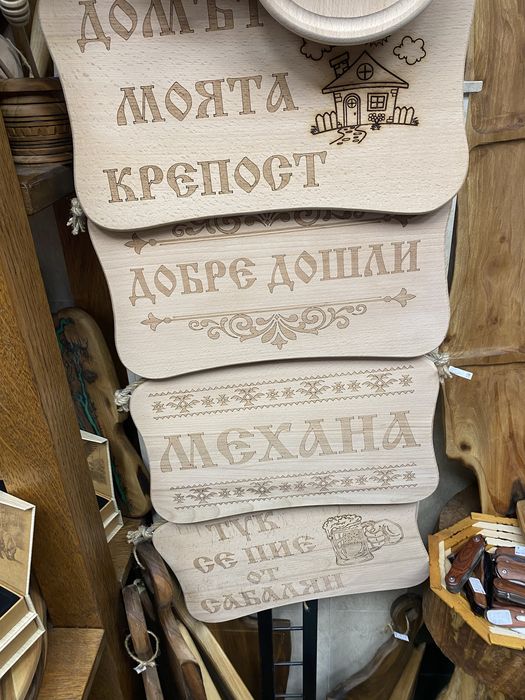 ДОМЪТ
МОЯТА
КРЕПОСТ
ДОБРЕ ДОШЛИ
МЕХАНА
ТУК
СЕ ПИЕ
ОТ
САБАЛЯН